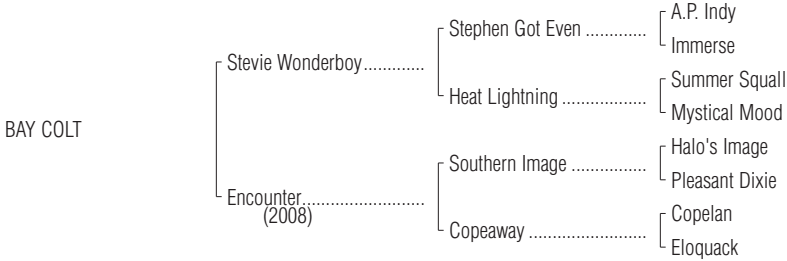 A.P. Indy
Stephen Got Even .............
Immerse
Stevie Wonderboy.............
Summer Squall
Heat Lightning ..................
Mystical Mood
BAY COLT
Halo's Image
Southern Image ................
Pleasant Dixie
Encounter..........................
(2008)
Copelan
Copeaway .........................
Eloquack